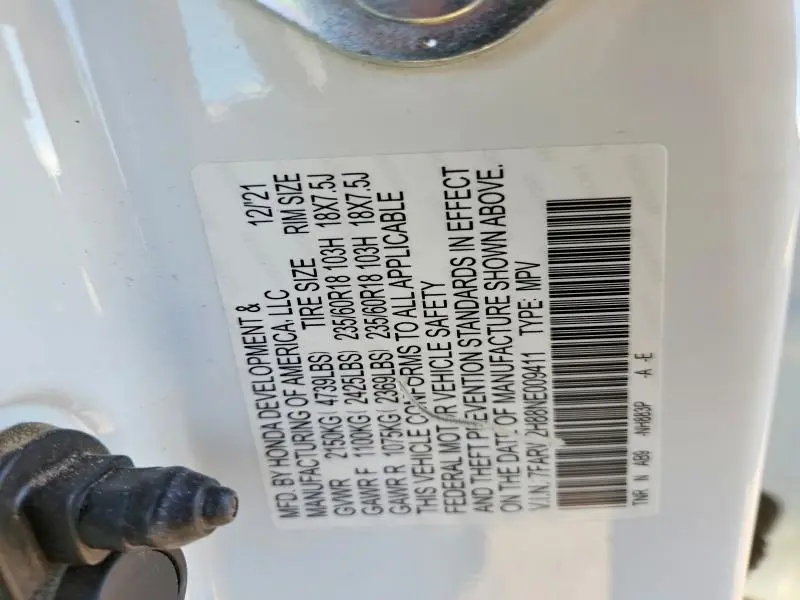 MFD. BY HONDA DEVELOPMENT &
MANUFACTURING OF AMERICA, LLC 12/21
GVWR 2150KG( 4739LBS) TIRE SIZE RIM SIZE
GAWR F 1100KG( 2425LBS) 235/60R18 103H 18X7.5J
GAWR R 1075KG( 2369LBS) 235/60R18 103H 18X7.5J
THIS VEHICLE CONFORMS TO ALL APPLICABLE
FEDERAL MOTOR VEHICLE SAFETY
AND THEFT PREVENTION STANDARDS IN EFFECT
ON THE DATE OF MANUFACTURE SHOWN ABOVE.
V.I.N. TYPE: MPV
TNR N AB9 -NH883P -A -E